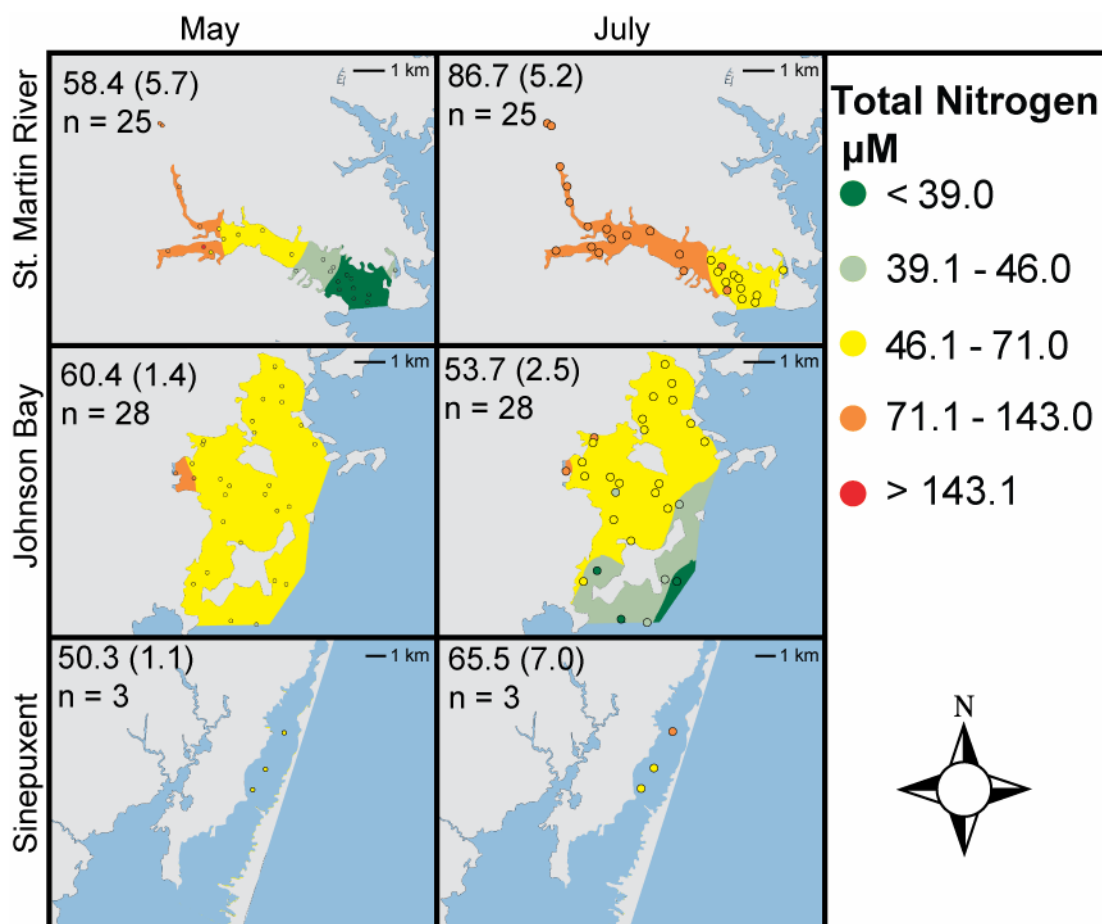 May
July
St. Martin River
58.4 (5.7)
n = 25
1 km
86.7 (5.2)
n = 25
1 km
Johnson Bay
60.4 (1.4)
n = 28
1 km
53.7 (2.5)
n = 28
1 km
Sinepuxent
50.3 (1.1)
n = 3
1 km
65.5 (7.0)
n = 3
1 km
Total Nitrogen
µM
< 39.0
39.1 - 46.0
46.1 - 71.0
71.1 - 143.0
> 143.1
N